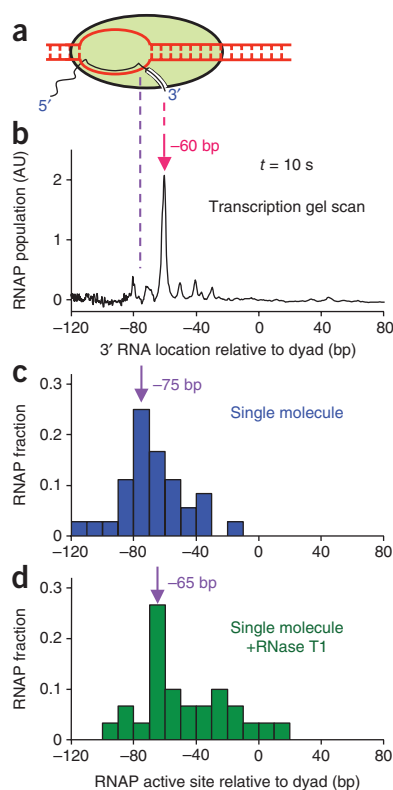 a
5′
3′
b
–60 bp
t = 10 s
Transcription gel scan
RNAP population (AU)
2
1
0
–120 –80 –40 0 40 80
3′ RNA location relative to dyad (bp)
c
–75 bp
Single molecule
RNAP fraction
0.3
0.2
0.1
0
–120 –80 –40 0 40 80
d
–65 bp
Single molecule
+RNase T1
RNAP fraction
0.3
0.2
0.1
0
–120 –80 –40 0 40 80
RNAP active site relative to dyad (bp)